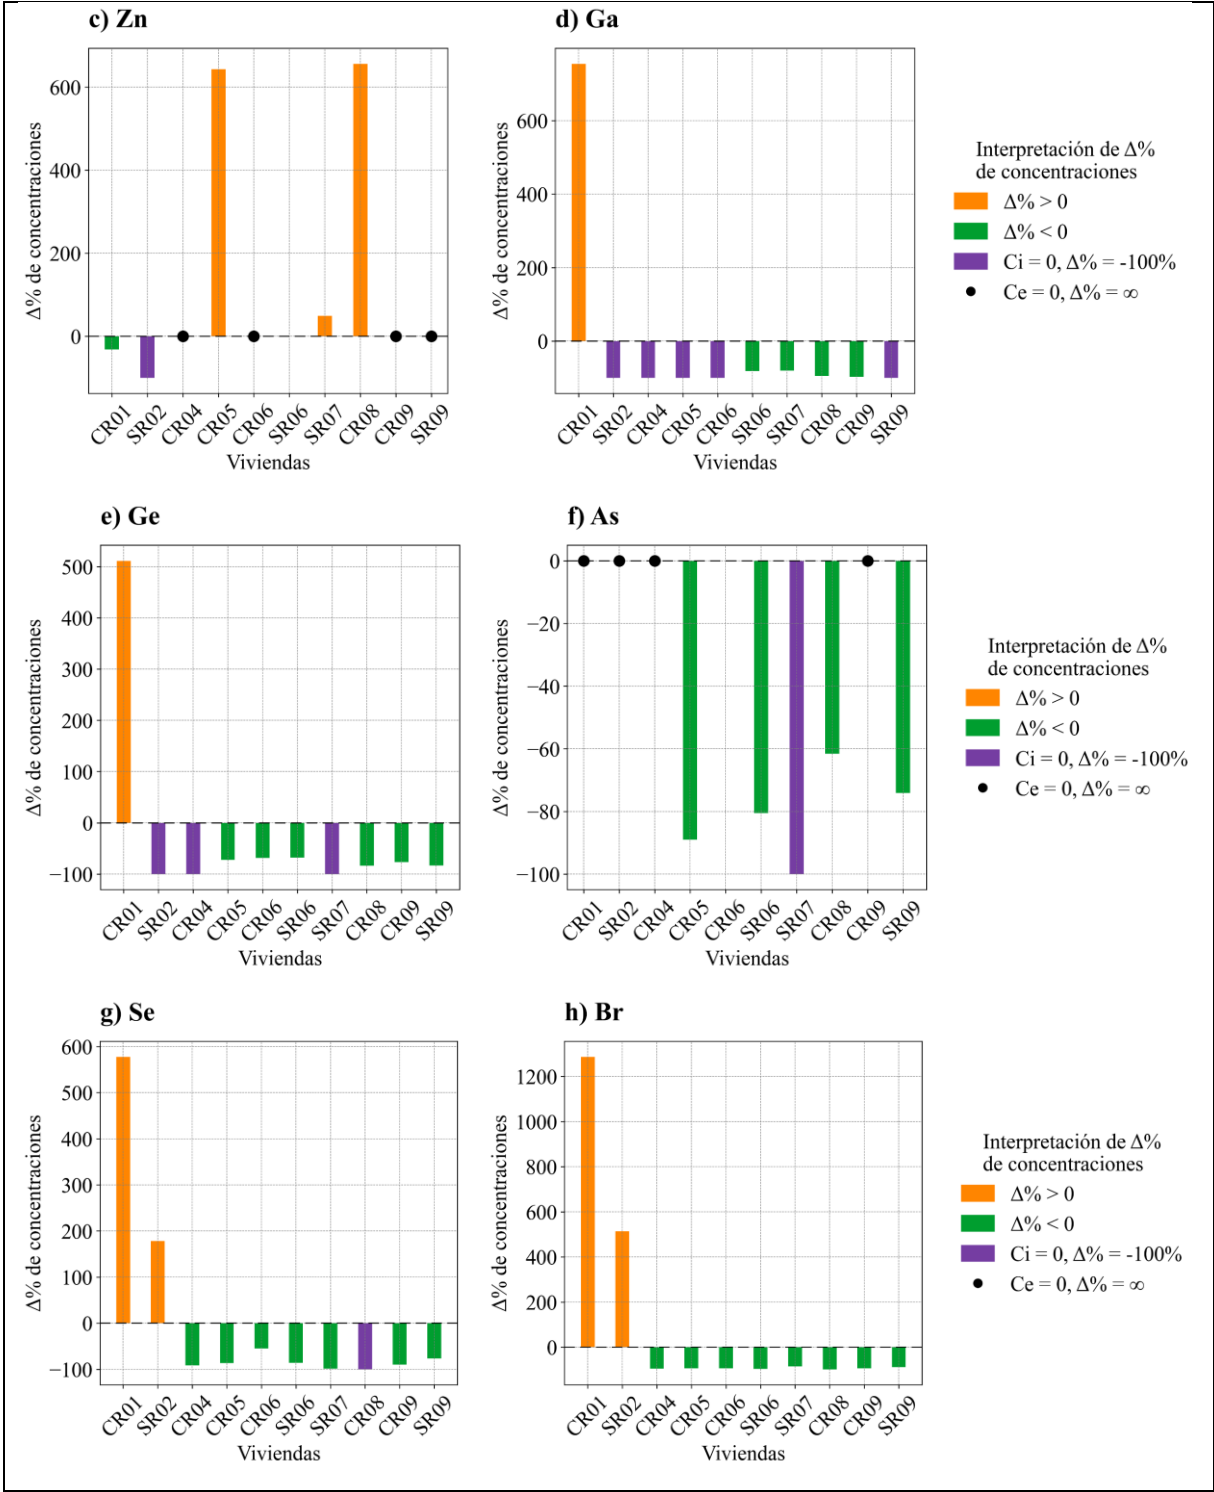 c) Zn
Δ% de concentraciones
600
400
200
0
CR01
SR02
CR04
CR05
CR06
SR06
SR07
CR08
CR09
SR09
Viviendas
d) Ga
Δ% de concentraciones
600
400
200
0
CR01
SR02
CR04
CR05
CR06
SR06
SR07
CR08
CR09
SR09
Viviendas
Interpretación de Δ%
de concentraciones
Δ% > 0
Δ% < 0
Ci = 0, Δ% = -100%
Ce = 0, Δ% = ∞
e) Ge
Δ% de concentraciones
500
400
300
200
100
0
−100
CR01
SR02
CR04
CR05
CR06
SR06
SR07
CR08
CR09
SR09
Viviendas
f) As
Δ% de concentraciones
0
−20
−40
−60
−80
−100
CR01
SR02
CR04
CR05
CR06
SR06
SR07
CR08
CR09
SR09
Viviendas
Interpretación de Δ%
de concentraciones
Δ% > 0
Δ% < 0
Ci = 0, Δ% = -100%
Ce = 0, Δ% = ∞
g) Se
Δ% de concentraciones
600
500
400
300
200
100
0
−100
CR01
SR02
CR04
CR05
CR06
SR06
SR07
CR08
CR09
SR09
Viviendas
h) Br
Δ% de concentraciones
1200
1000
800
600
400
200
0
CR01
SR02
CR04
CR05
CR06
SR06
SR07
CR08
CR09
SR09
Viviendas
Interpretación de Δ%
de concentraciones
Δ% > 0
Δ% < 0
Ci = 0, Δ% = -100%
Ce = 0, Δ% = ∞